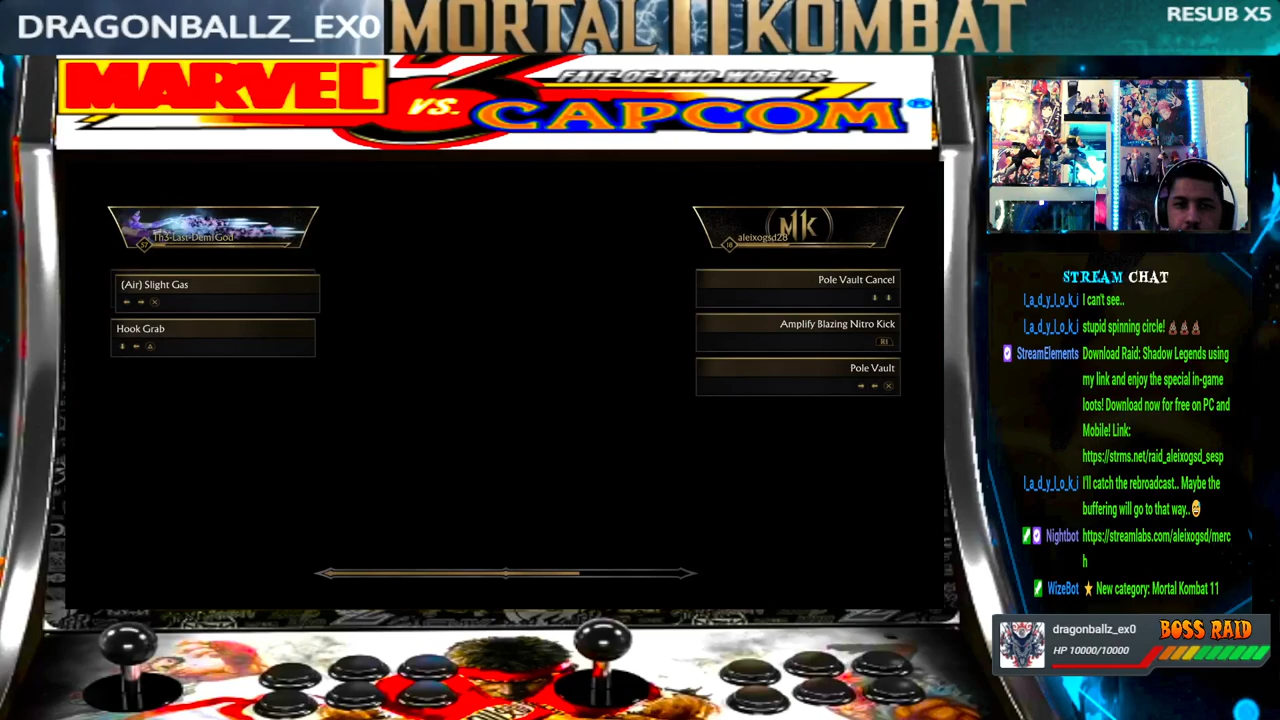 DRAGONBALLZ_EX0
MORTAL KOMBAT
RESUB X5
MARVEL VS. CAPCOM®
3
FATE OF TWO WORLDS
Th3-Last-DemiGod
57
(Air) Slight Gas
Hook Grab
aleixogsd28
18
Pole Vault Cancel
Amplify Blazing Nitro Kick
R1
Pole Vault
STREAM CHAT
l_a_d_y_l_o_k_i I can't see..
l_a_d_y_l_o_k_i stupid spinning circle!
StreamElements Download Raid: Shadow Legends using
my link and enjoy the special in-game
loots! Download now for free on PC and
Mobile! Link:
https://strms.net/raid_aleixogsd_sesp
l_a_d_y_l_o_k_i I'll catch the rebroadcast.. Maybe the
buffering will go to that way..
Nightbot https://streamlabs.com/aleixogsd/merc
h
WizeBot New category: Mortal Kombat 11
dragonballz_ex0
BOSS RAID
HP 10000/10000